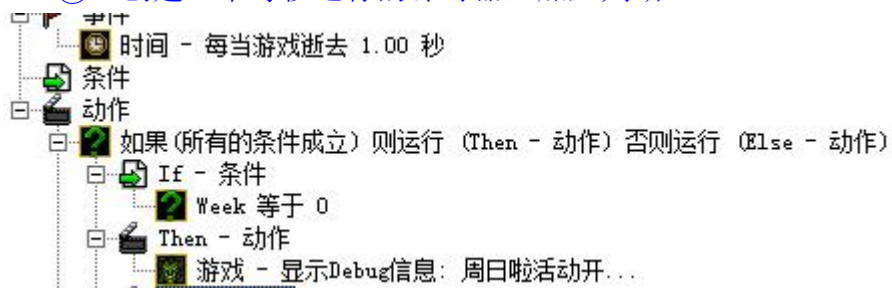 事件
时间 - 每当游戏逝去 1.00 秒
条件
动作
如果(所有的条件成立) 则运行 (Then - 动作) 否则运行 (Else - 动作)
If - 条件
Week 等于 0
Then - 动作
游戏 - 显示Debug信息: 周日啦活动开...